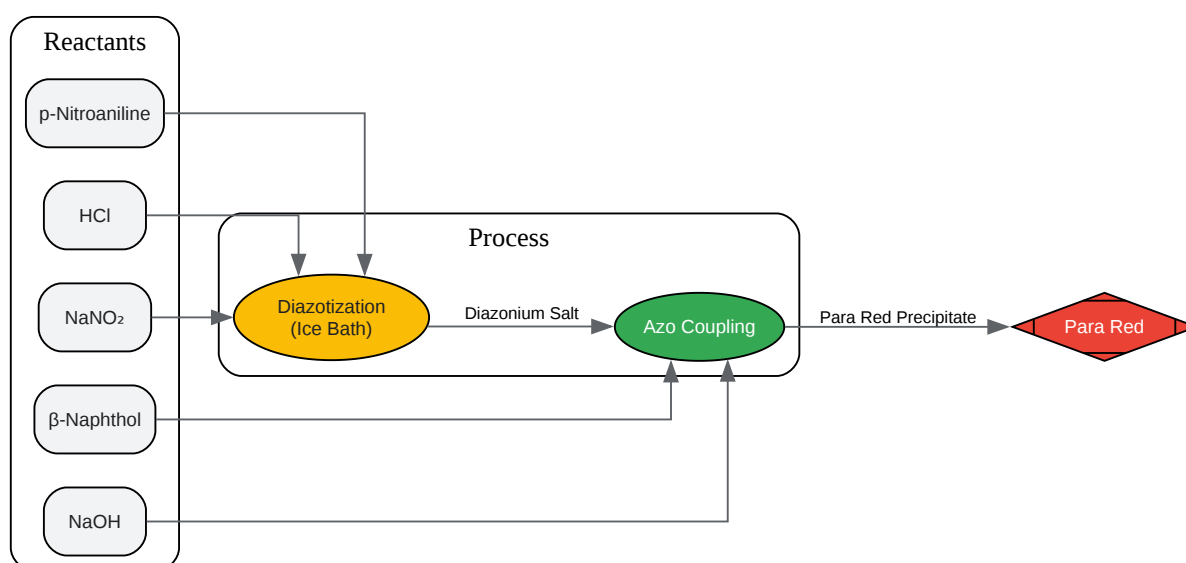 Reactants
p-Nitroaniline
HCl
Process
NaNO₂
Diazotization
(Ice Bath)
Diazonium Salt
Azo Coupling
Para Red Precipitate
Para Red
β-Naphthol
NaOH